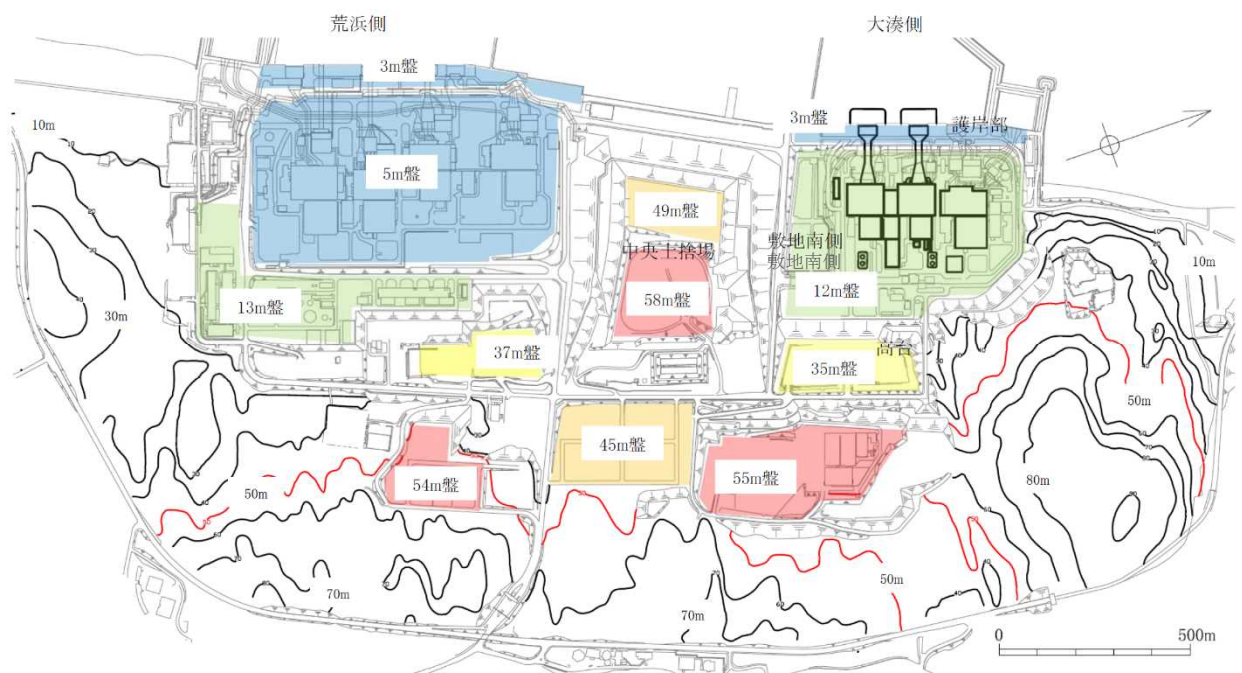 荒浜側
大湊側
3m盤
3m盤
護岸部
10m
5m盤
49m盤
敷地南側
中央土捨場
敷地南側
10m
30m
13m盤
58m盤
12m盤
37m盤
高台
35m盤
50m
45m盤
50m
54m盤
55m盤
80m
50m
70m
70m
0
500m